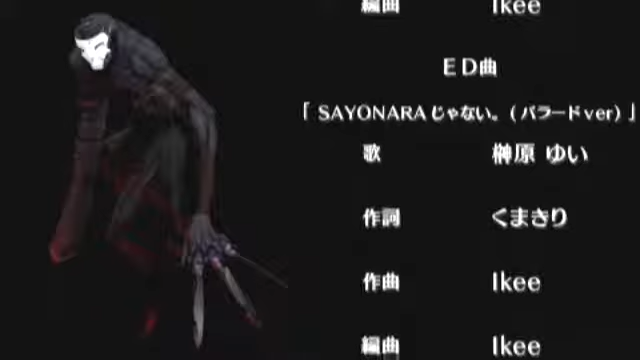 編曲 Ikee
ED曲
「 SAYONARAじゃない。(バラードver) 」
歌 榊原 ゆい
作詞 くまきり
作曲 Ikee
編曲 Ikee